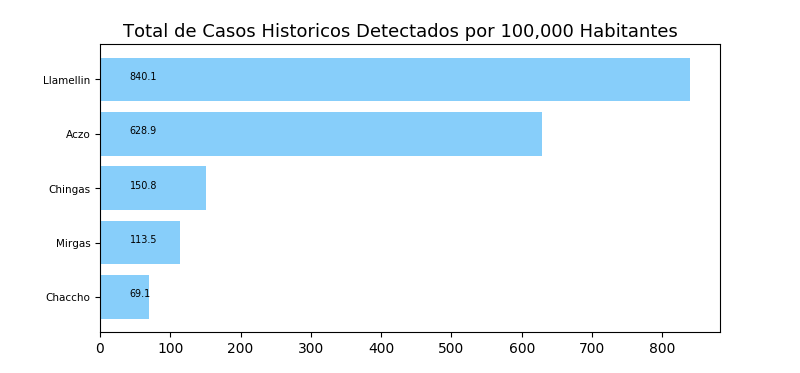 Total de Casos Historicos Detectados por 100,000 Habitantes
Llamellin 840.1
Aczo 628.9
Chingas 150.8
Mirgas 113.5
Chaccho 69.1
0 100 200 300 400 500 600 700 800